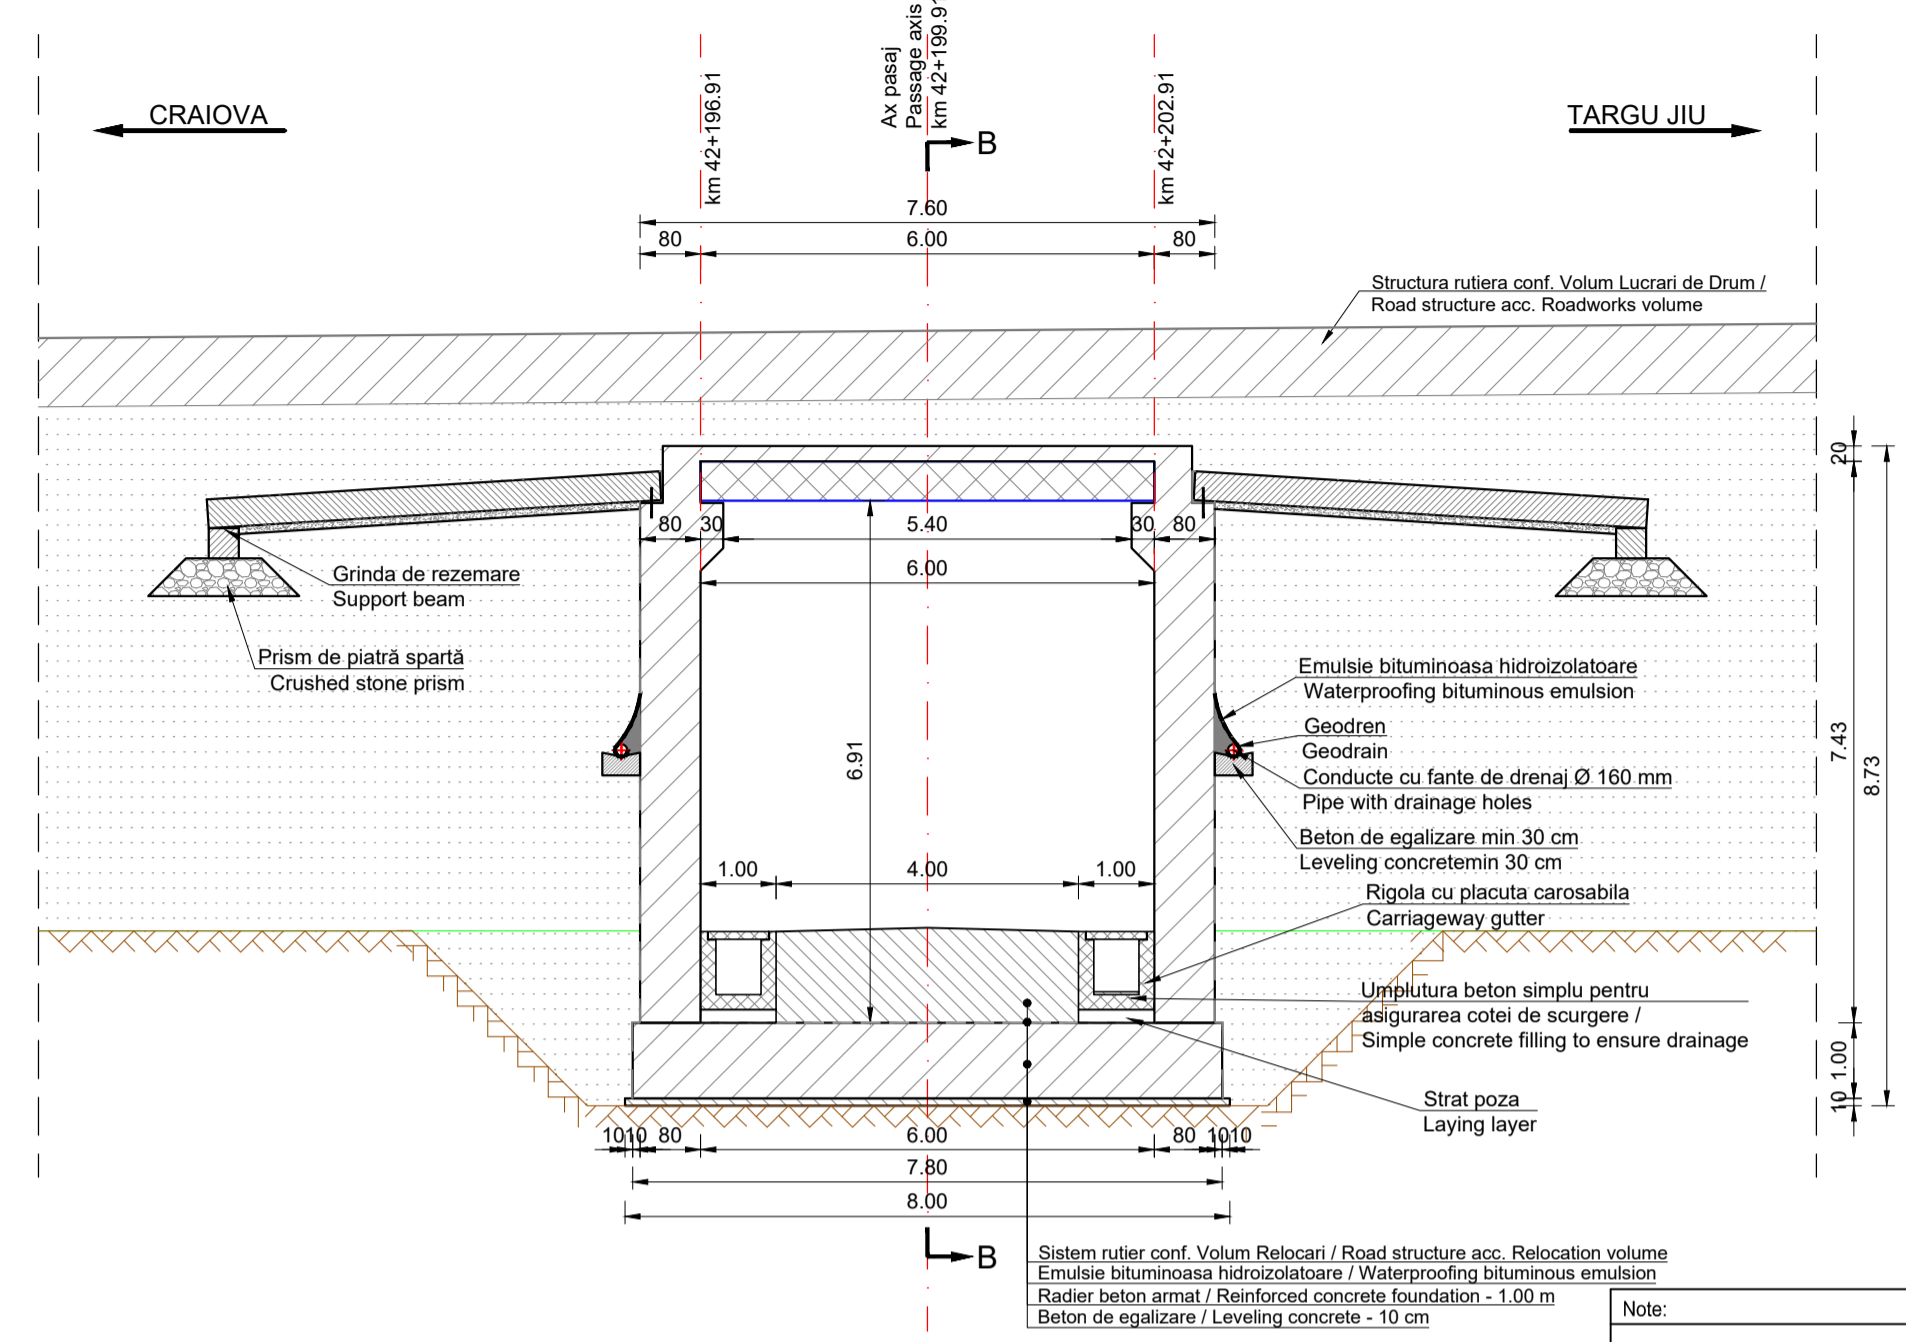 CRAIOVA
TARGU JIU
Ax pasaj
Passage axis
km 42+199.91
km 42+196.91
km 42+202.91
B
7.60
80
6.00
80
Structura rutiera conf. Volum Lucrari de Drum /
Road structure acc. Roadworks volume
20
80
30
5.40
30
80
6.00
Grinda de rezemare
Support beam
Prism de piatră spartă
Crushed stone prism
6.91
Emulsie bituminoasa hidroizolatoare
Waterproofing bituminous emulsion
Geodren
Geodrain
Conducte cu fante de drenaj Ø 160 mm
Pipe with drainage holes
Beton de egalizare min 30 cm
Leveling concretemin 30 cm
7.43
8.73
1.00
4.00
1.00
Rigola cu placuta carosabila
Carriageway gutter
Umplutura beton simplu pentru
asigurarea cotei de scurgere /
Simple concrete filling to ensure drainage
Strat poza
Laying layer
1.00
10
10
10
80
6.00
80
10
10
7.80
8.00
B
Sistem rutier conf. Volum Relocari / Road structure acc. Relocation volume
Emulsie bituminoasa hidroizolatoare / Waterproofing bituminous emulsion
Radier beton armat / Reinforced concrete foundation - 1.00 m
Beton de egalizare / Leveling concrete - 10 cm
Note: